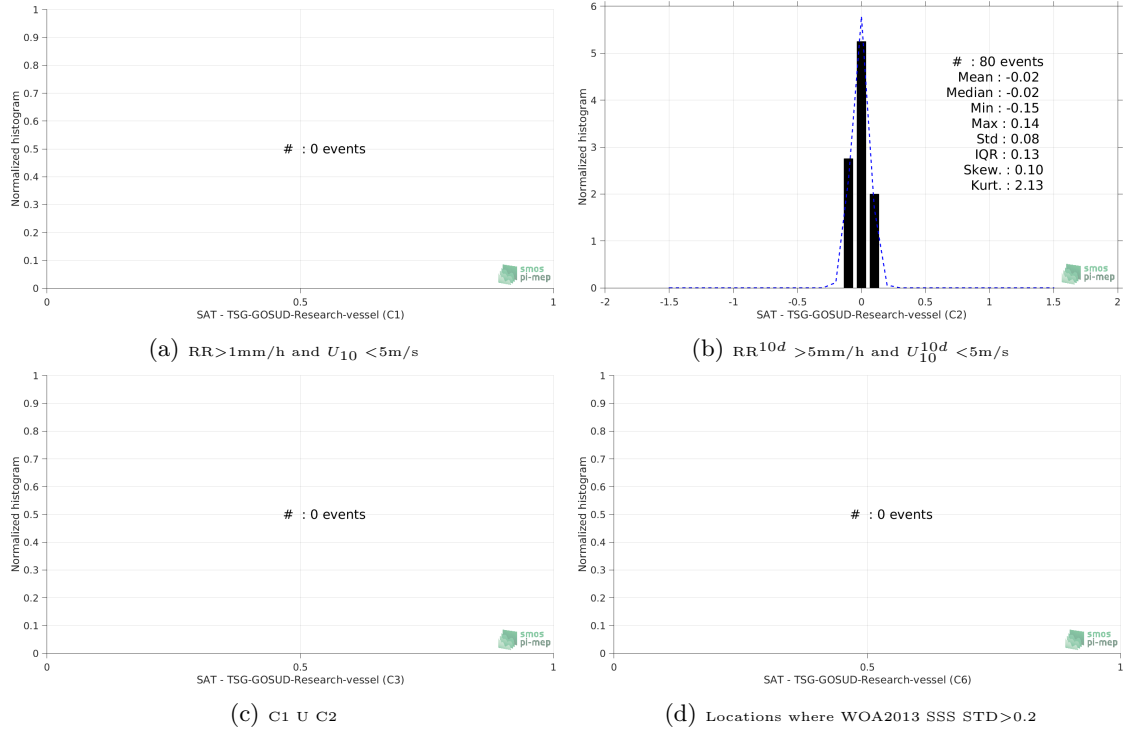 1
0.9
0.8
0.7
0.6
0.5
0.4
0.3
0.2
0.1
0
Normalized histogram
# : 0 events
smos
pi-mep
0 0.5 1
SAT - TSG-GOSUD-Research-vessel (C1)
(a) RR>1mm/h and U10 <5m/s
6
5
4
3
2
1
0
Normalized histogram
# : 80 events
Mean : -0.02
Median : -0.02
Min : -0.15
Max : 0.14
Std : 0.08
IQR : 0.13
Skew. : 0.10
Kurt. : 2.13
smos
pi-mep
-2 -1.5 -1 -0.5 0 0.5 1 1.5 2
SAT - TSG-GOSUD-Research-vessel (C2)
(b) RR10d >5mm/h and U10d10 <5m/s
1
0.9
0.8
0.7
0.6
0.5
0.4
0.3
0.2
0.1
0
Normalized histogram
# : 0 events
smos
pi-mep
0 0.5 1
SAT - TSG-GOSUD-Research-vessel (C3)
(c) C1 U C2
1
0.9
0.8
0.7
0.6
0.5
0.4
0.3
0.2
0.1
0
Normalized histogram
# : 0 events
smos
pi-mep
0 0.5 1
SAT - TSG-GOSUD-Research-vessel (C6)
(d) Locations where WOA2013 SSS STD>0.2